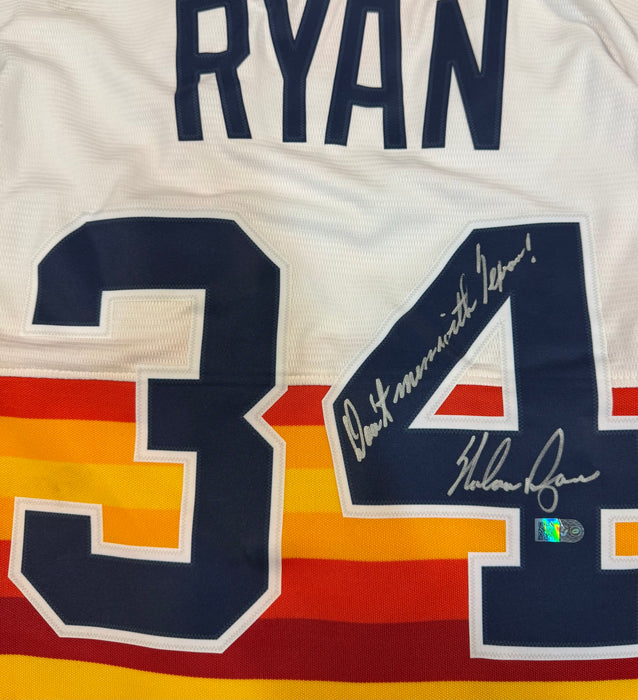 RYAN
34
Don't mess with Texas!
Nolan Ryan